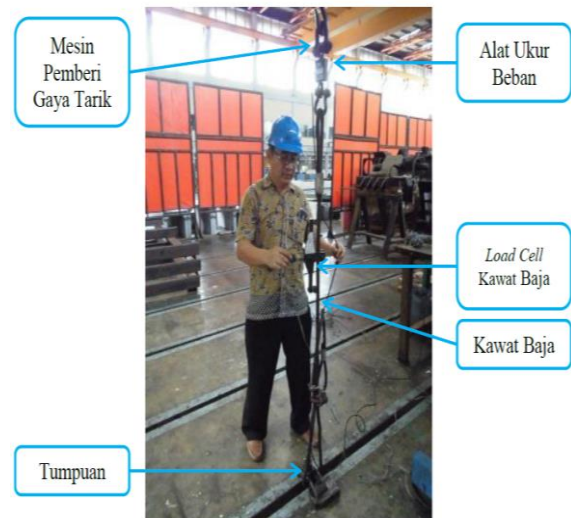 Mesin
Pemberi
Gaya Tarik
Alat Ukur
Beban
Load Cell
Kawat Baja
Kawat Baja
Tumpuan